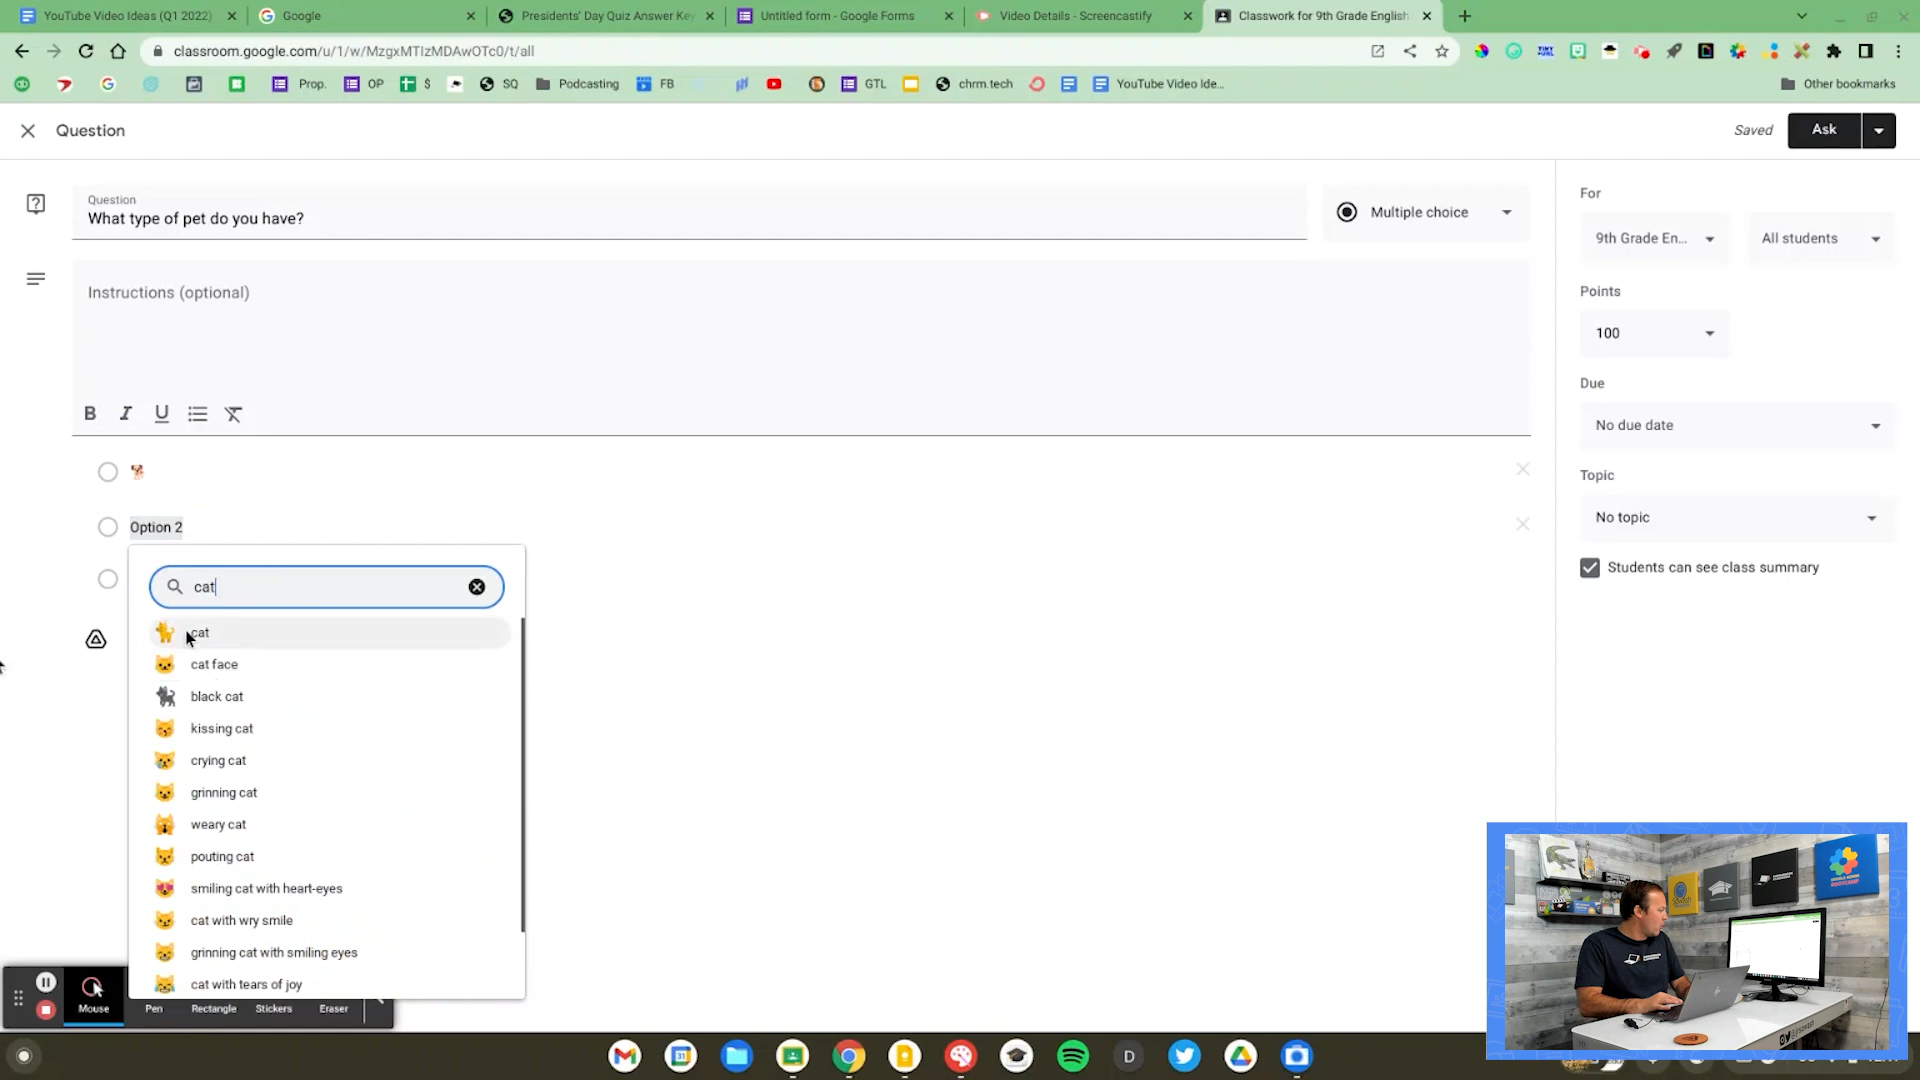 YouTube Video Ideas (Q1 2022)
Google
Presidents' Day Quiz Answer Key
Untitled form - Google Forms
Video Details - Screencastify
Classwork for 9th Grade English
classroom.google.com/u/1/w/MzgxMTIzMDAwOTc0/t/all
Prop.
OP
$
SQ
Podcasting
FB
GTL
chrm.tech
YouTube Video Ide...
Other bookmarks
Question
Saved
Ask
Question
What type of pet do you have?
Multiple choice
Instructions (optional)
B I U
Option 2
cat
cat
cat face
black cat
kissing cat
crying cat
grinning cat
weary cat
pouting cat
smiling cat with heart-eyes
cat with wry smile
grinning cat with smiling eyes
cat with tears of joy
For
9th Grade En...
All students
Points
100
Due
No due date
Topic
No topic
Students can see class summary
Mouse
Pen
Rectangle
Stickers
Eraser
D